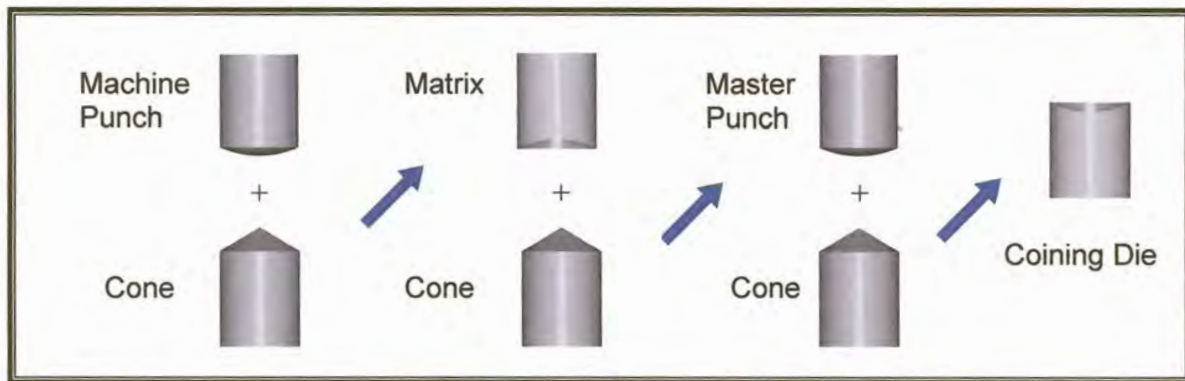 Machine
Punch
+
Cone
Matrix
+
Cone
Master
Punch
+
Cone
Coining Die